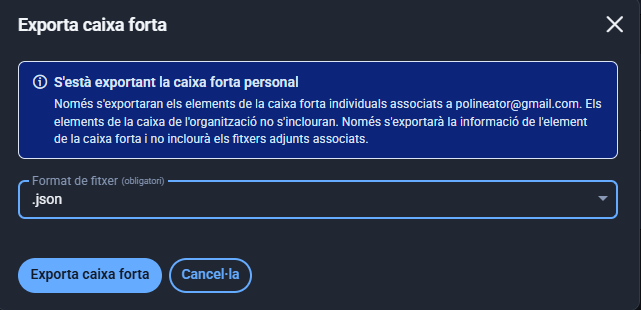 Exporta caixa forta
S'està exportant la caixa forta personal
Només s'exportaran els elements de la caixa forta individuals associats a polineator@gmail.com. Els
elements de la caixa de l'organització no s'inclouran. Només s'exportarà la informació de l'element
de la caixa forta i no inclourà els fitxers adjunts associats.
Format de fitxer (obligatori)
.json
Exporta caixa forta
Cancel·la